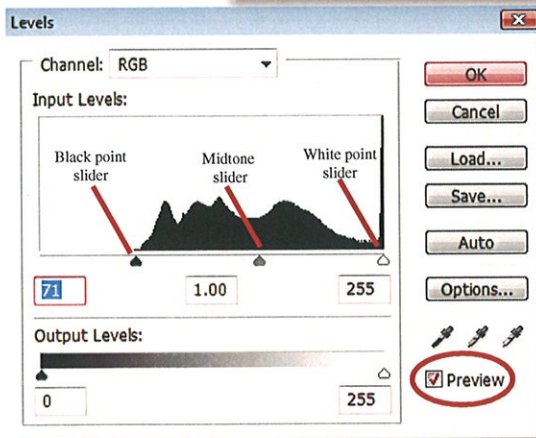 Levels
Channel: RGB
Input Levels:
Black point
slider
Midtone
slider
White point
slider
71
1.00
255
Output Levels:
0
255
OK
Cancel
Load...
Save...
Auto
Options...
Preview